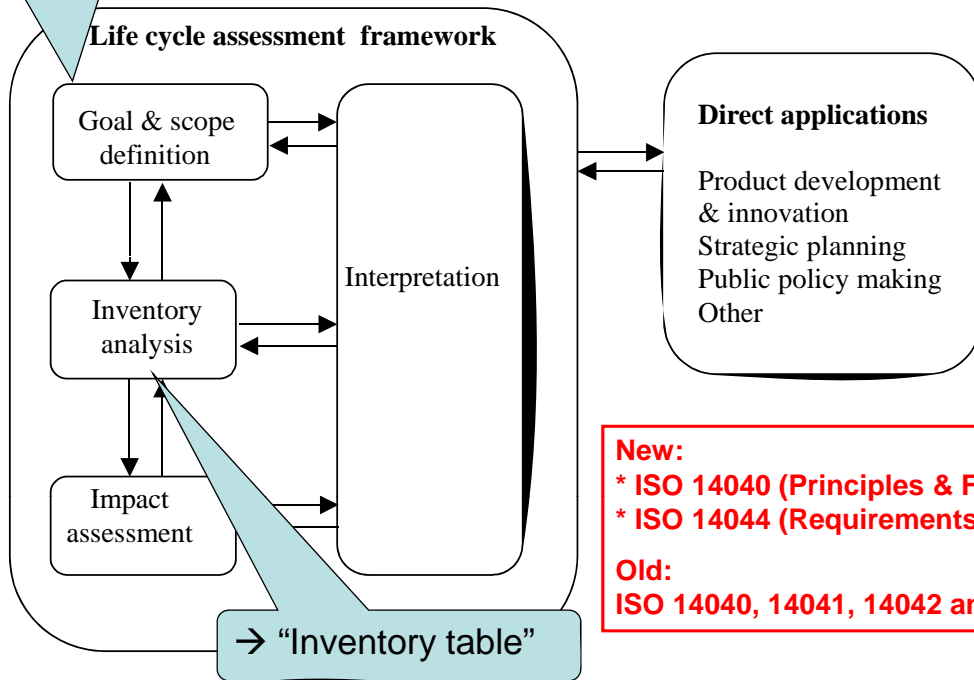 Life cycle assessment framework
Goal & scope
definition
Inventory
analysis
Impact
assessment
Interpretation
Direct applications
Product development
& innovation
Strategic planning
Public policy making
Other
New:
* ISO 14040 (Principles & F
* ISO 14044 (Requirements
Old:
ISO 14040, 14041, 14042 an
→ “Inventory table”